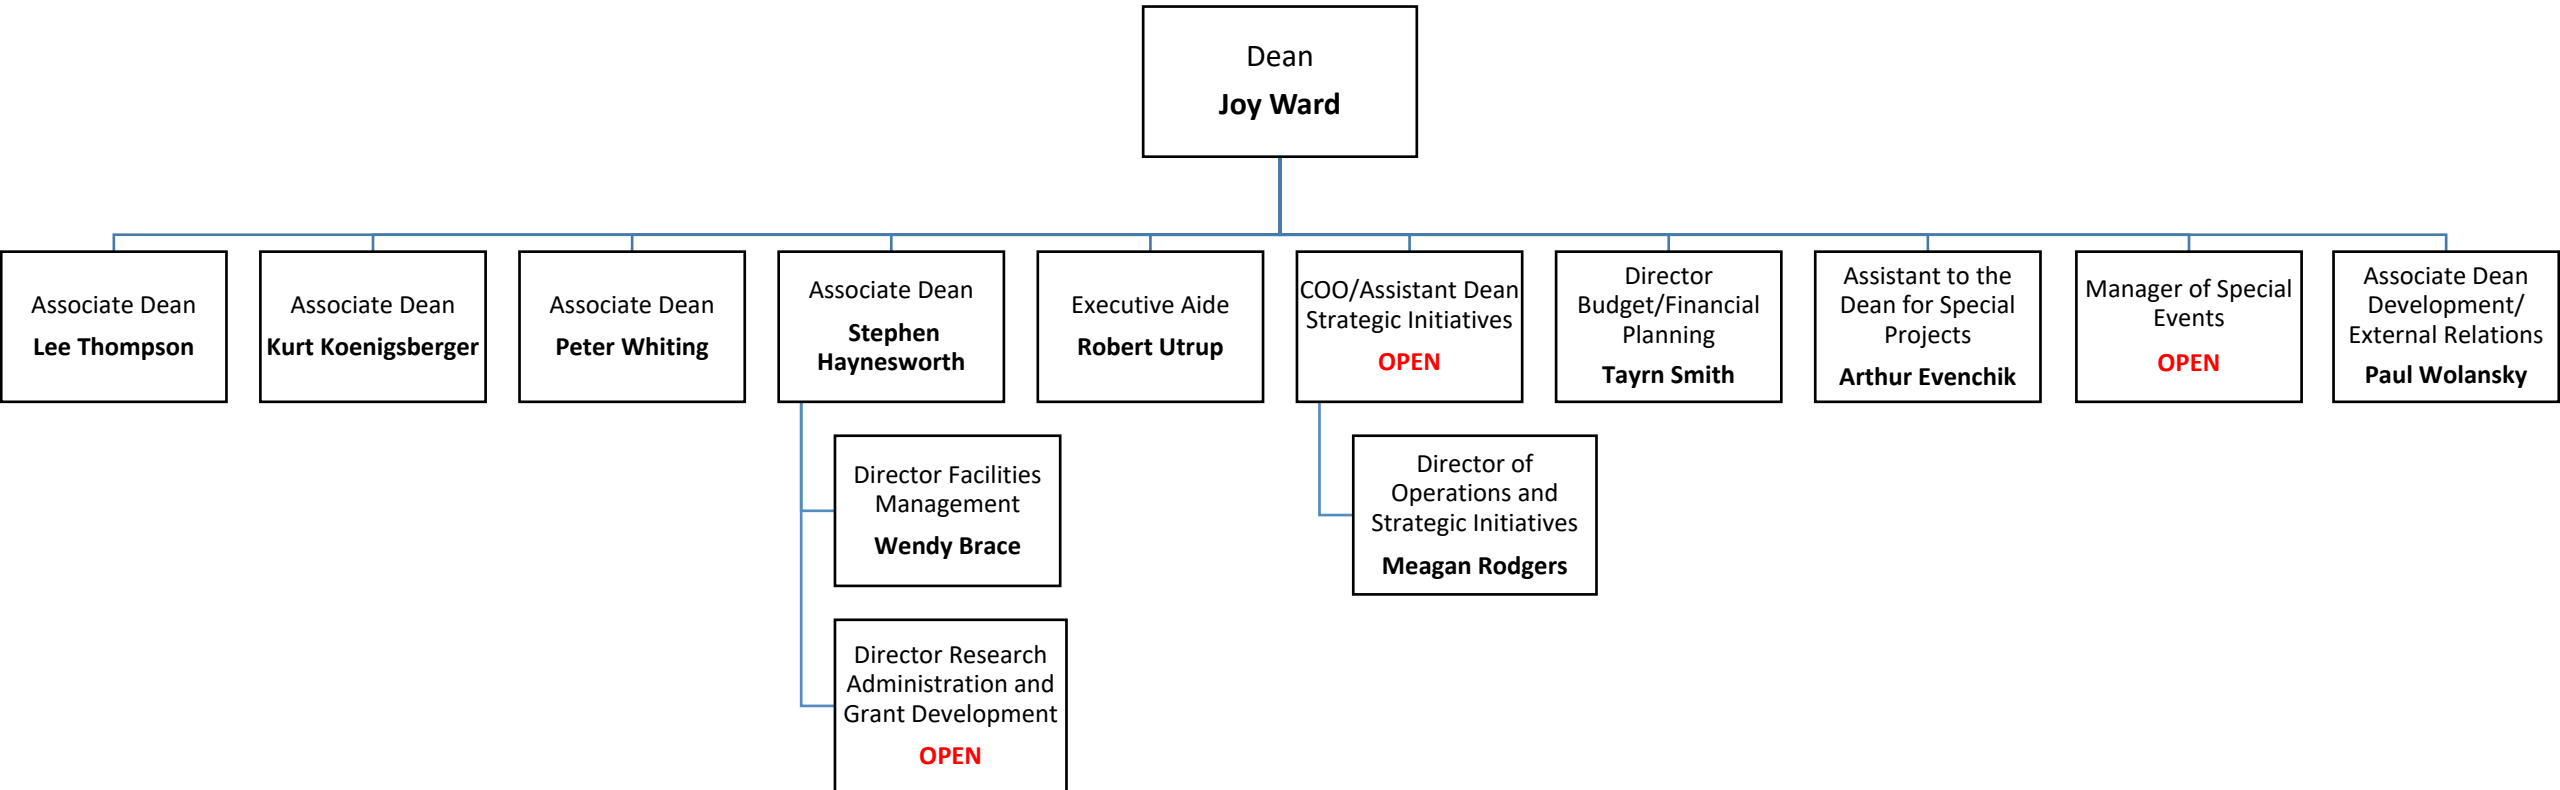 Dean
Joy Ward
Associate Dean
Lee Thompson
Associate Dean
Kurt Koenigsberger
Associate Dean
Peter Whiting
Associate Dean
Stephen
Haynesworth
Executive Aide
Robert Utrup
COO/Assistant Dean
Strategic Initiatives
OPEN
Director
Budget/Financial
Planning
Tayrn Smith
Assistant to the
Dean for Special
Projects
Arthur Evenchik
Manager of Special
Events
OPEN
Associate Dean
Development/
External Relations
Paul Wolansky
Director Facilities
Management
Wendy Brace
Director of
Operations and
Strategic Initiatives
Meagan Rodgers
Director Research
Administration and
Grant Development
OPEN